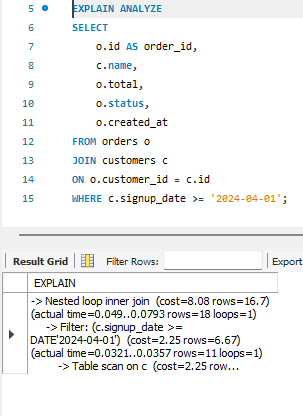 5 EXPLAIN ANALYZE
6 SELECT
7 o.id AS order_id,
8 c.name,
9 o.total,
10 o.status,
11 o.created_at
12 FROM orders o
13 JOIN customers c
14 ON o.customer_id = c.id
15 WHERE c.signup_date >= '2024-04-01';
Result Grid Filter Rows: Export
EXPLAIN
-> Nested loop inner join (cost=8.08 rows=16.7)
(actual time=0.049..0.0793 rows=18 loops=1)
-> Filter: (c.signup_date >=
DATE'2024-04-01') (cost=2.25 rows=6.67)
(actual time=0.0321..0.0357 rows=11 loops=1)
-> Table scan on c (cost=2.25 row...